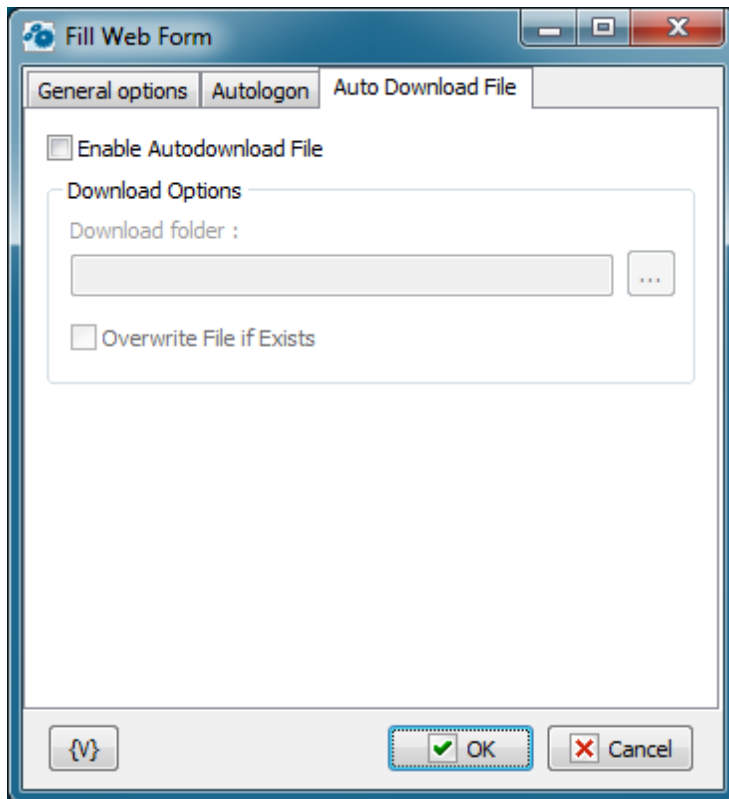 Fill Web Form
General options Autologon Auto Download File
Enable Autodownload File
Download Options
Download folder :
...
Overwrite File if Exists
{V} OK Cancel